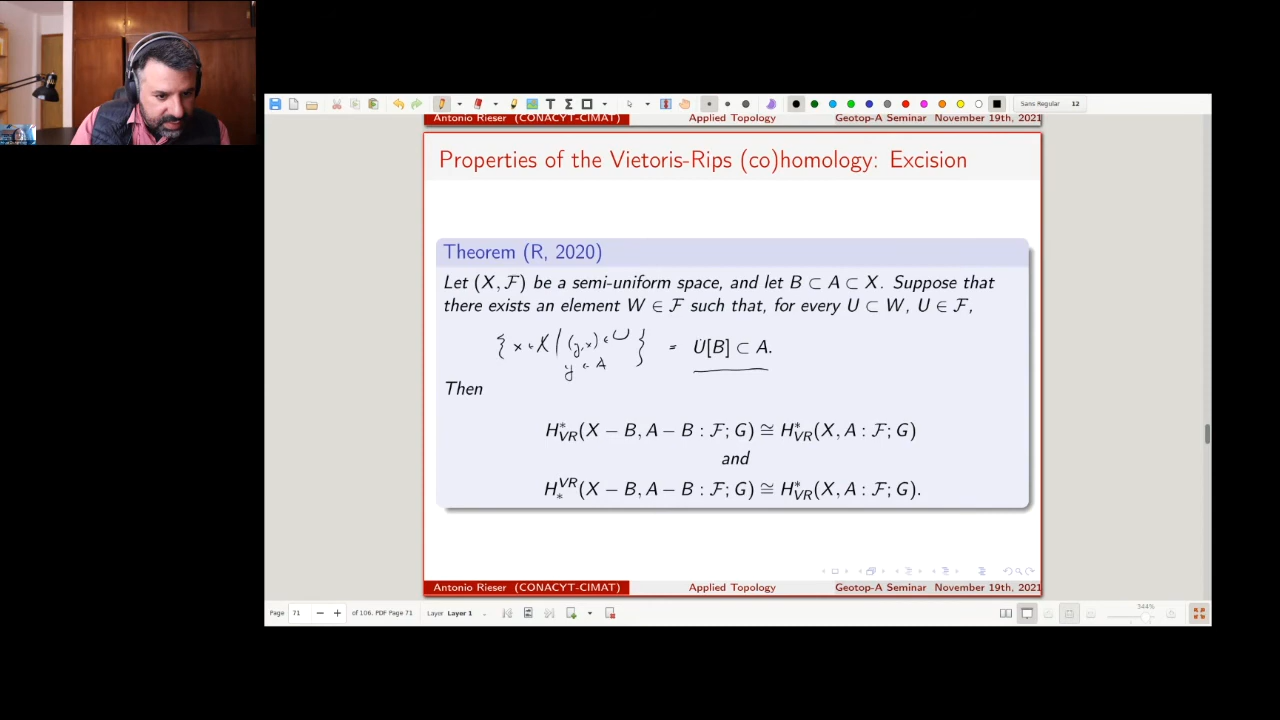 Sans Regular 12
Antonio Rieser (CONACYT-CIMAT) Applied Topology Geotop-A Seminar November 19th, 2021
Properties of the Vietoris-Rips (co)homology: Excision
Theorem (R, 2020)
Let (X, ℱ) be a semi-uniform space, and let B ⊂ A ⊂ X. Suppose that
there exists an element W ∈ ℱ such that, for every U ⊂ W, U ∈ ℱ,
{ x ∈ X | (y,x) ∈ U } = U[B] ⊂ A.
y ∈ A
Then
H*_VR(X − B, A − B : ℱ; G) ≅ H*_VR(X, A : ℱ; G)
and
H_*^VR(X − B, A − B : ℱ; G) ≅ H*_VR(X, A : ℱ; G).
Antonio Rieser (CONACYT-CIMAT) Applied Topology Geotop-A Seminar November 19th, 2021
Page 71 of 106, PDF Page 71 Layer Layer 1 344%